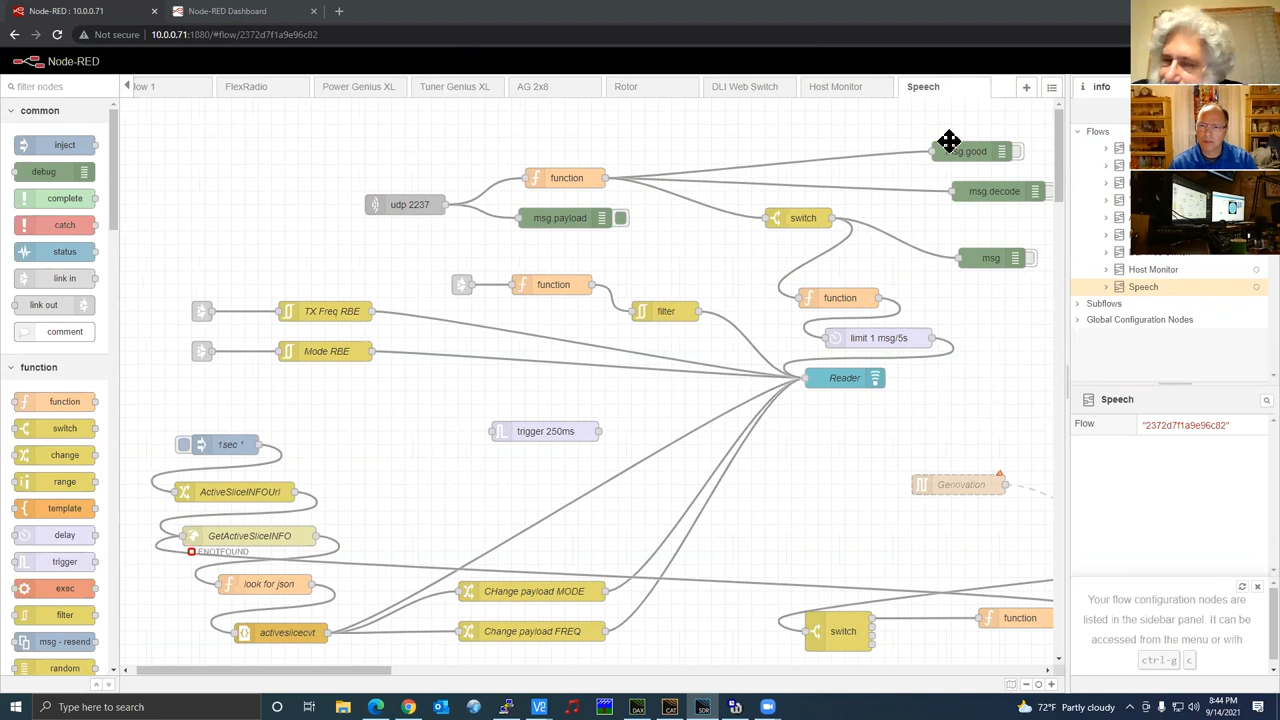 Node-RED : 10.0.0.71
Node-RED Dashboard
Not secure 10.0.0.71:1880/#flow/2372d7f1a9e96c82
Node-RED
filter nodes
low 1
FlexRadio
Power Genius XL
Tuner Genius XL
AG 2x8
Rotor
DLI Web Switch
Host Monitor
Speech
i info
common
inject
debug
complete
catch
status
link in
link out
comment
function
function
switch
change
range
template
delay
trigger
exec
filter
msg - resend
random
udp 2237
function
msg.payload
sg.good
msg.decode
switch
msg
function
filter
function
limit 1 msg/5s
TX Freq RBE
Mode RBE
Reader
trigger 250ms
1sec
ActiveSliceINFOUrl
GetActiveSliceINFO
ENOTFOUND
look for json
activeslicecvt
CHange payload MODE
Change payload FREQ
Genovation
switch
function
Flows
Host Monitor
Speech
Subflows
Global Configuration Nodes
Speech
Flow "2372d7f1a9e96c82"
Your flow configuration nodes are
listed in the sidebar panel. It can be
accessed from the menu or with
ctrl-g c
Type here to search
DAX
CAT
SDR
72°F Partly cloudy
8:44 PM
9/14/2021